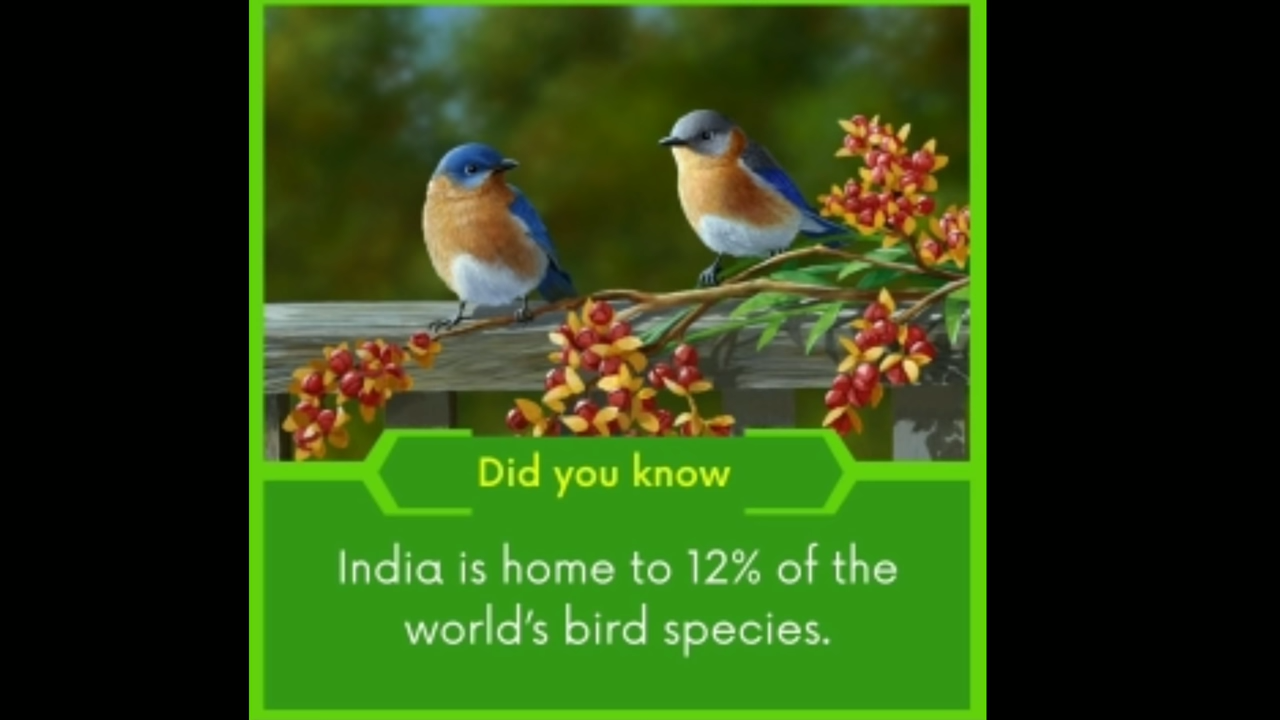 Did you know
India is home to 12% of the
world's bird species.